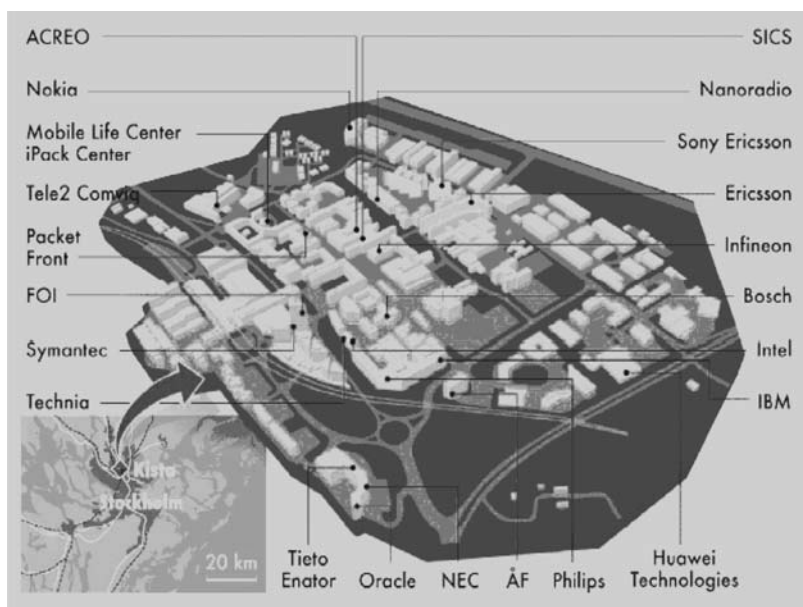 ACREO
SICS
Nokia
Nanoradio
Mobile Life Center
iPack Center
Sony Ericsson
Tele2 Comviq
Ericsson
Packet
Front
Infineon
FOI
Bosch
Symantec
Intel
Technia
IBM
Kista
Stockholm
20 km
Tieto
Enator
Oracle
NEC
ÅF
Philips
Huawei
Technologies